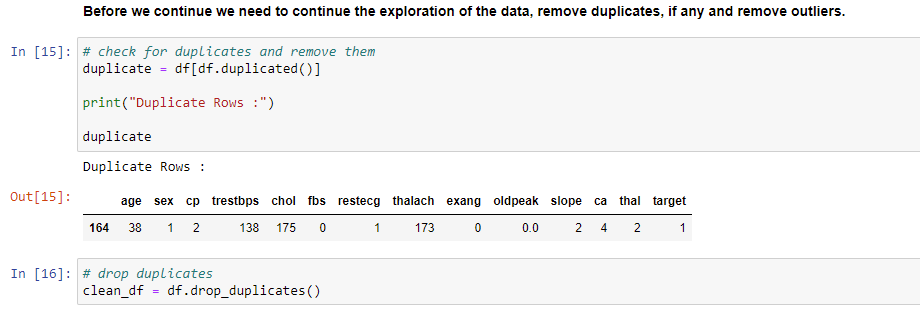 Before we continue we need to continue the exploration of the data, remove duplicates, if any and remove outliers.
In [15]: # check for duplicates and remove them
duplicate = df[df.duplicated()]
print("Duplicate Rows :")
duplicate
Duplicate Rows :
Out[15]:
age sex cp trestbps chol fbs restecg thalach exang oldpeak slope ca thal target
164 38 1 2 138 175 0 1 173 0 0.0 2 4 2 1
In [16]: # drop duplicates
clean_df = df.drop_duplicates()